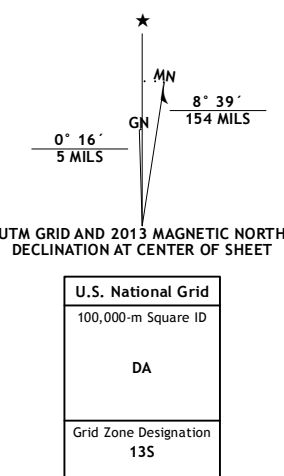 MN
8° 39´
154 MILS
GN
0° 16´
5 MILS
UTM GRID AND 2013 MAGNETIC NORTH
DECLINATION AT CENTER OF SHEET
U.S. National Grid
100,000-m Square ID
DA
Grid Zone Designation
13S